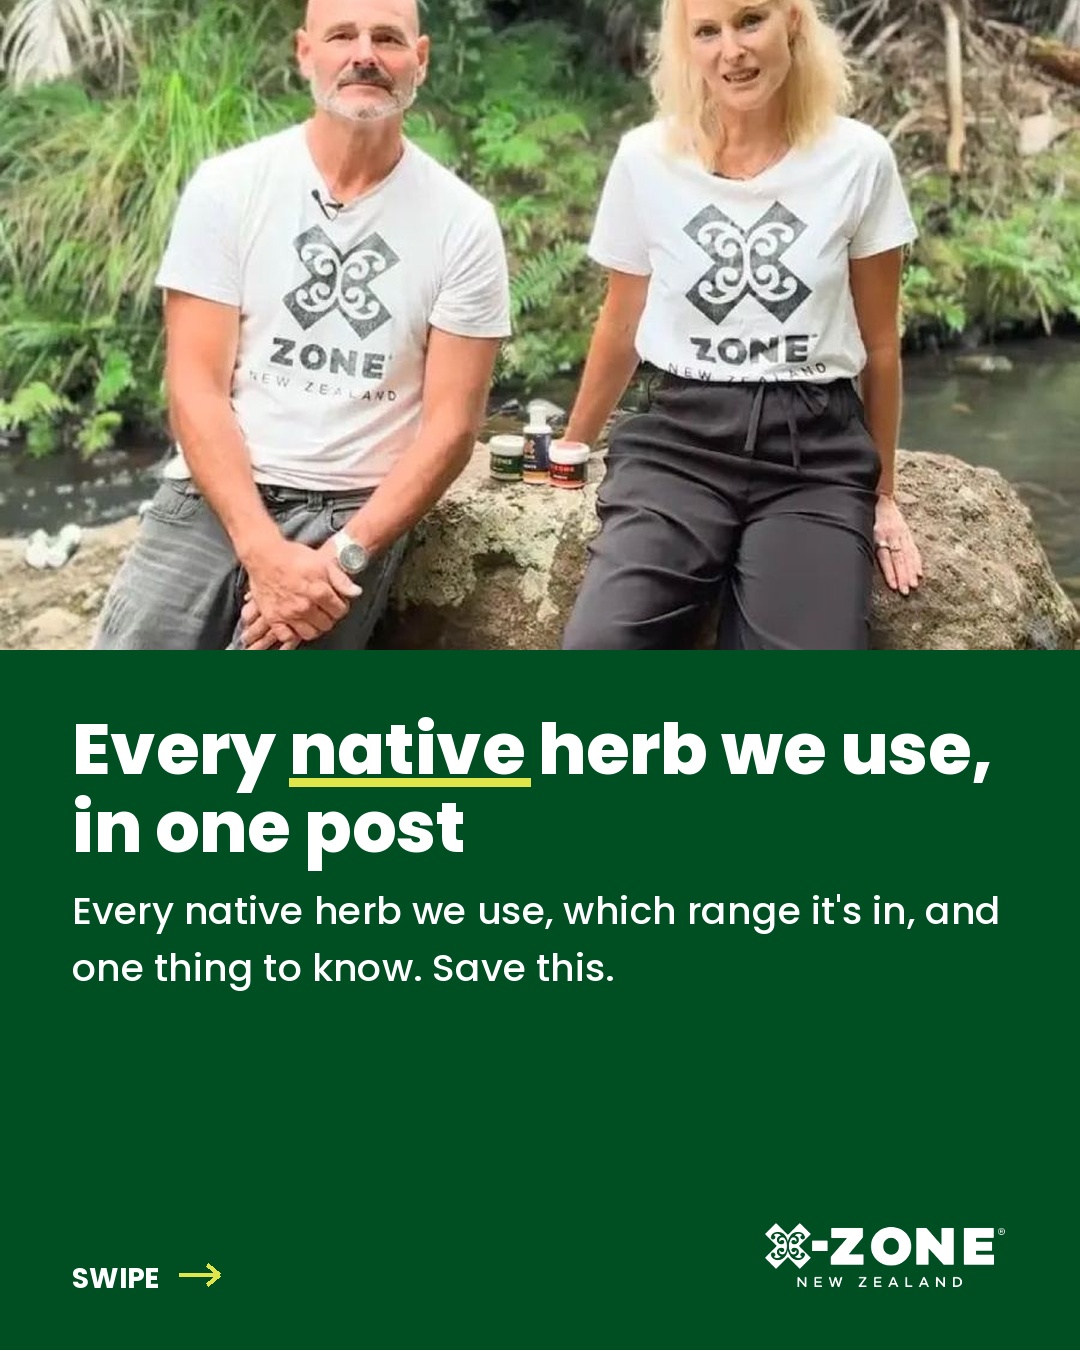 ZONE
NEW ZEALAND
ZONE
NEW ZEALAND
Every native herb we use,
in one post
Every native herb we use, which range it's in, and
one thing to know. Save this.
SWIPE
X-ZONE®
NEW ZEALAND